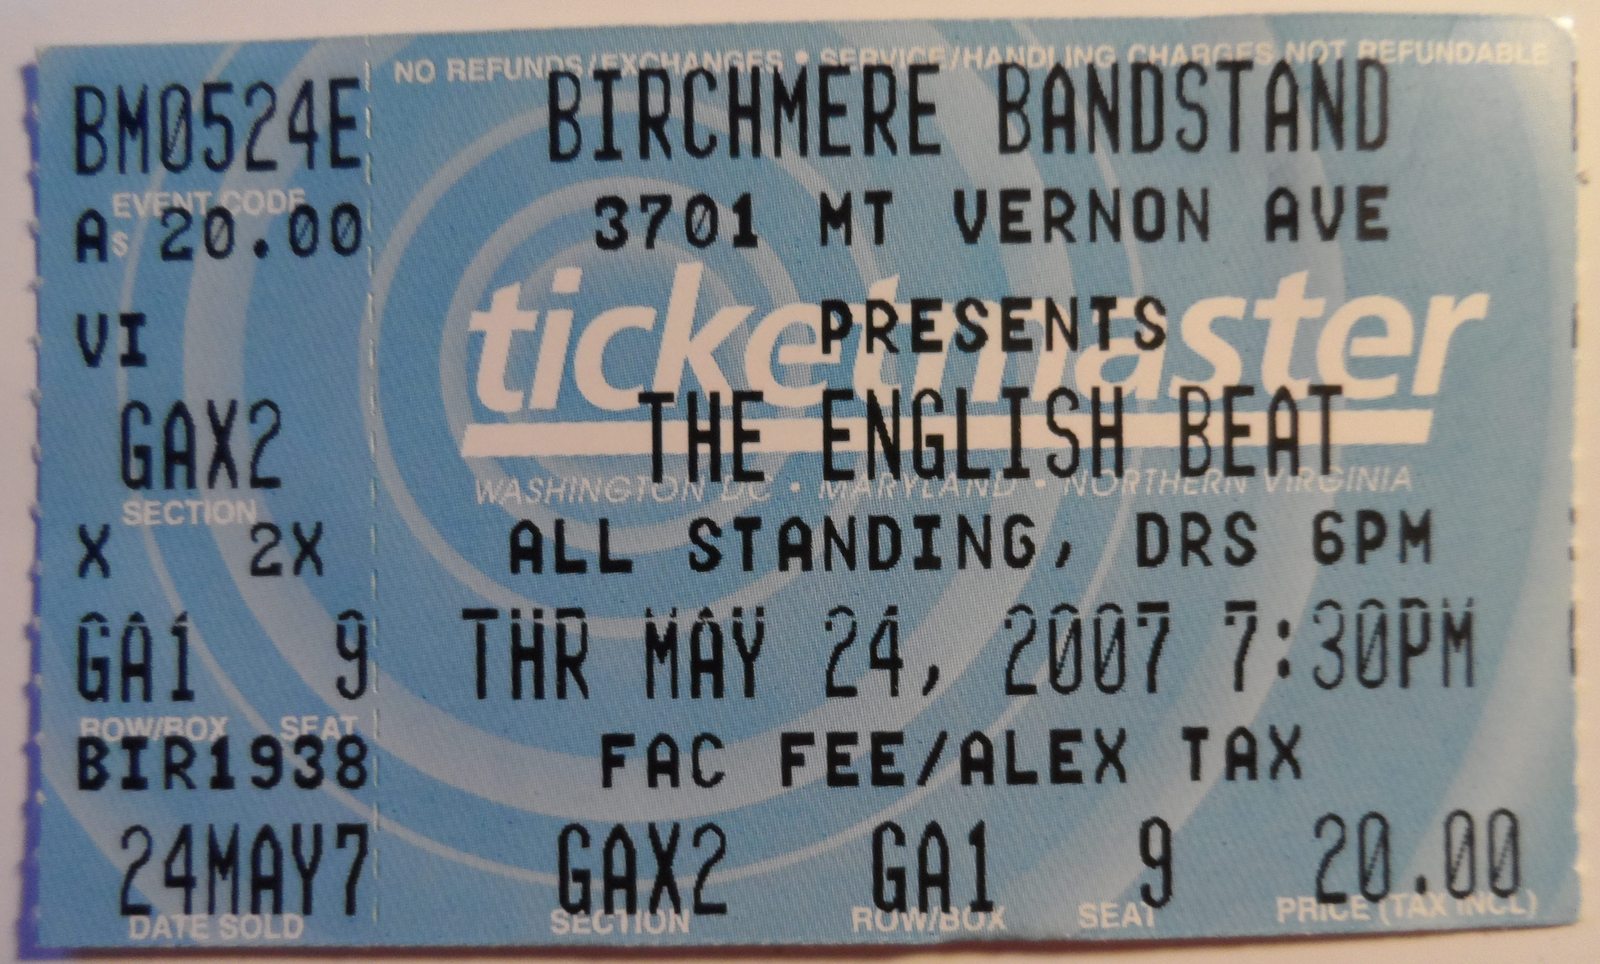 NO REFUNDS/EXCHANGES • SERVICE/HANDLING CHARGES NOT REFUNDABLE
BM0524E
EVENT CODE
A $ 20.00
VI
GAX2
SECTION
X 2X
GA1 9
ROW/BOX SEAT
BIR1938
24MAY7
DATE SOLD
BIRCHMERE BANDSTAND
3701 MT VERNON AVE
ticketmaster
PRESENTS
THE ENGLISH BEAT
WASHINGTON DC • MARYLAND • NORTHERN VIRGINIA
ALL STANDING, DRS 6PM
THR MAY 24, 2007 7:30PM
FAC FEE/ALEX TAX
GAX2 GA1 9 20.00
SECTION ROW/BOX SEAT PRICE (TAX INCL)